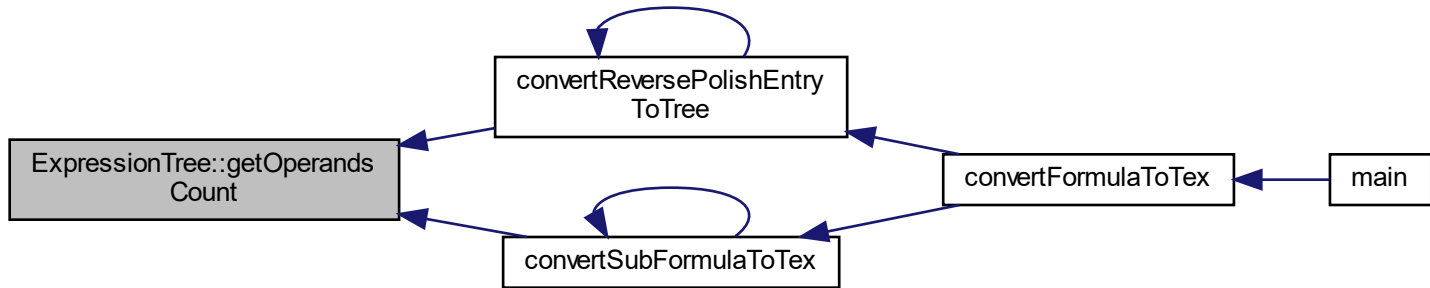 ExpressionTree::getOperands
Count
convertReversePolishEntry
ToTree
convertSubFormulaToTex
convertFormulaToTex
main